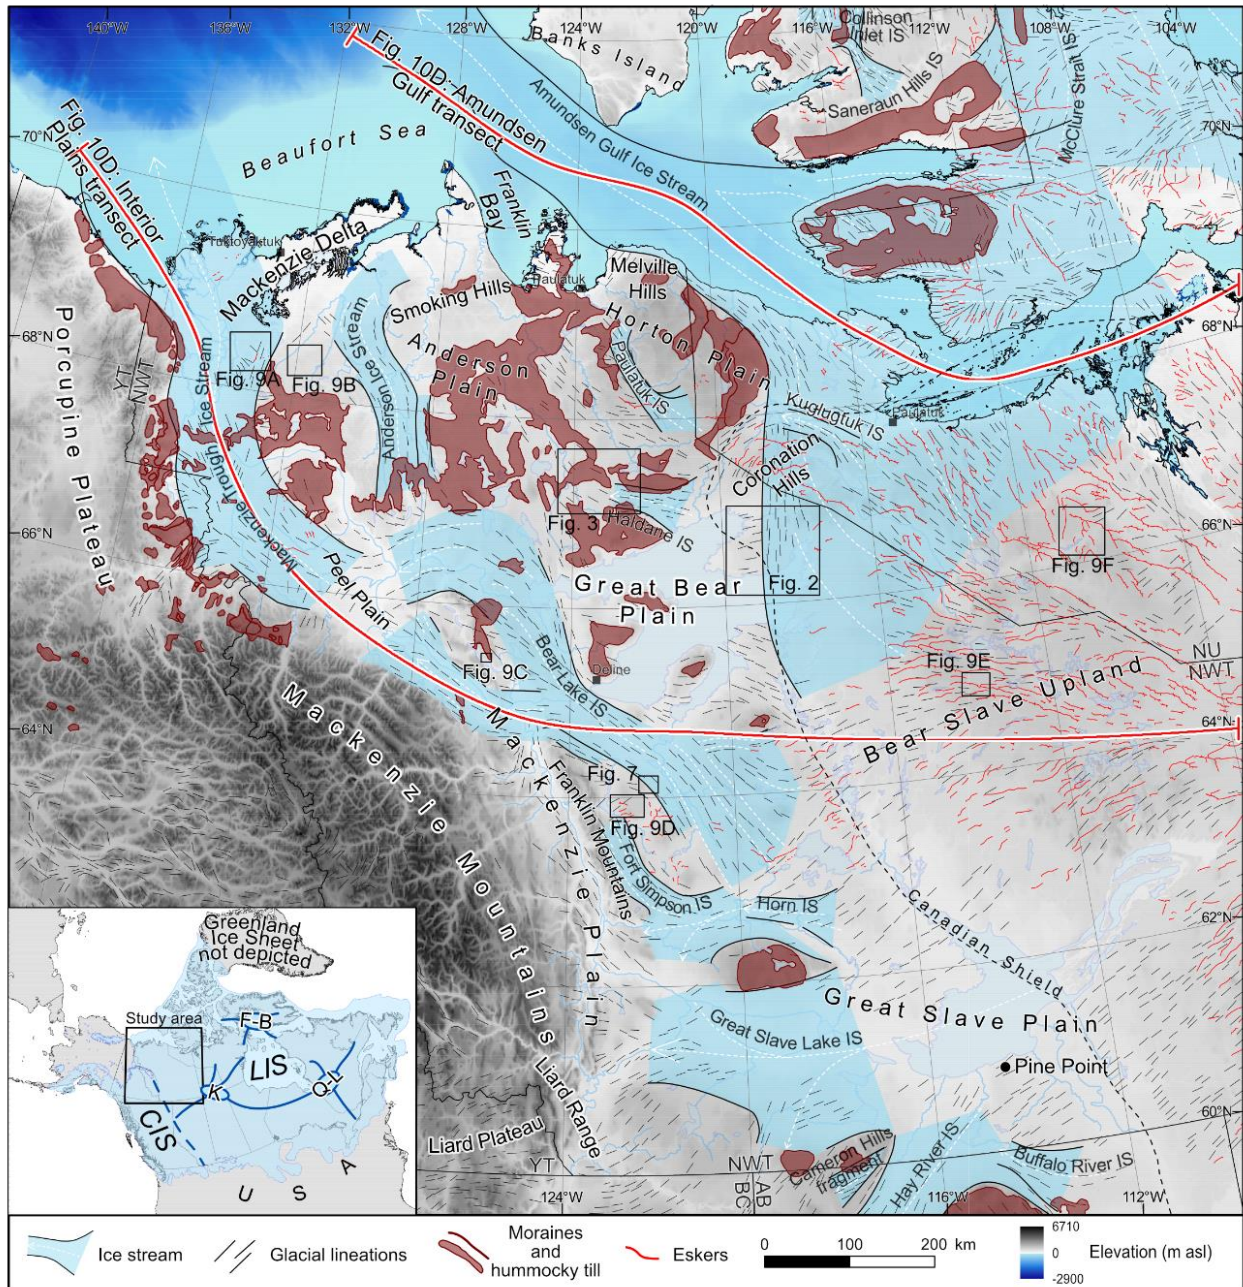 140°W
136°W
132°W
128°W
124°W
120°W
116°W
112°W
108°W
104°W
Collinson
Inlet IS
Banks Island
Saneraun Hills IS
McClure Strait IS
Fig. 10D: Amundsen
Gulf transect
Amundsen Gulf Ice Stream
70°N
70°N
Fig. 10D: Interior
Plains transect
Beaufort Sea
Franklin
Bay
Tuktoyaktuk
Mackenzie Delta
Paulatuk
Melville
Hills
Smoking Hills
Horton Plain
68°N
68°N
Porcupine Plateau
YT
NWT
Fig. 9A
Fig. 9B
Anderson Ice Stream
Anderson
Plain
Paulatuk IS
Kuqlugtuk IS
Paulatuk
Coronation
Hills
Mackenzie Trough Ice Stream
Fig. 3
Haldane IS
66°N
66°N
Fig. 2
Fig. 9F
Peel Plain
Great Bear
Plain
Bear Lake IS
Deline
Fig. 9C
Fig. 9E
NU
NWT
Bear Slave Upland
64°N
64°N
Mackenzie Mountains
Mackenzie Plain
Franklin Mountains
Fig. 7
Fig. 9D
Fort Simpson IS
Horn IS
Canadian Shield
62°N
Great Slave Plain
Great Slave Lake IS
Pine Point
Liard Range
Liard Plateau
60°N
YT
NWT
BC
AB
Cameron Hills
fragment
Hay River IS
Buffalo River IS
124°W
116°W
112°W
Greenland
Ice Sheet
not depicted
Study area
F-B
LIS
K
Q-L
CIS
U S A
Ice stream
Glacial lineations
Moraines
and
hummocky till
Eskers
0 100 200 km
6710
0
-2900
Elevation (m asl)